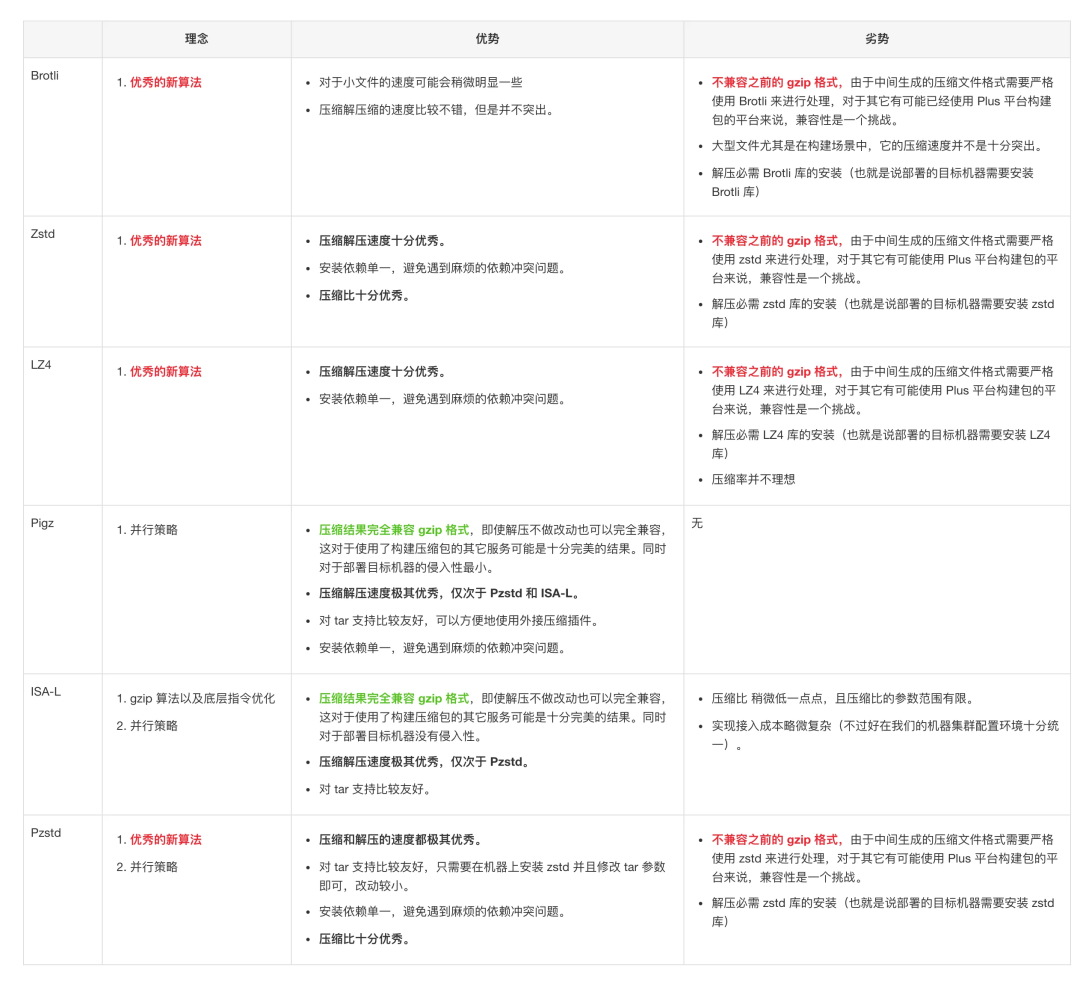 理念
优势
劣势
Brotli
1. 优秀的新算法
• 对于小文件的速度可能会稍微明显一些
• 压缩解压缩的速度比较不错，但是并不突出。
• 不兼容之前的 gzip 格式，由于中间生成的压缩文件格式需要严格
使用 Brotli 来进行处理，对于其它有可能已经使用 Plus 平台构建
包的平台来说，兼容性是一个挑战。
• 大型文件尤其是在构建场景中，它的压缩速度并不是十分突出。
• 解压必需 Brotli 库的安装（也就是说部署的目标机器需要安装
Brotli 库）
Zstd
1. 优秀的新算法
• 压缩解压速度十分优秀。
• 安装依赖单一，避免遇到麻烦的依赖冲突问题。
• 压缩比十分优秀。
• 不兼容之前的 gzip 格式，由于中间生成的压缩文件格式需要严格
使用 zstd 来进行处理，对于其它有可能使用 Plus 平台构建包的平
台来说，兼容性是一个挑战。
• 解压必需 zstd 库的安装（也就是说部署的目标机器需要安装 zstd
库）
LZ4
1. 优秀的新算法
• 压缩解压速度十分优秀。
• 安装依赖单一，避免遇到麻烦的依赖冲突问题。
• 不兼容之前的 gzip 格式，由于中间生成的压缩文件格式需要严格
使用 LZ4 来进行处理，对于其它有可能使用 Plus 平台构建包的平
台来说，兼容性是一个挑战。
• 解压必需 LZ4 库的安装（也就是说部署的目标机器需要安装 LZ4
库）
• 压缩率并不理想
Pigz
1. 并行策略
• 压缩结果完全兼容 gzip 格式，即使解压不做改动也可以完全兼容，
这对于使用了构建压缩包的其它服务可能是十分完美的结果。同时
对于部署目标机器的侵入性最小。
• 压缩解压速度极其优秀，仅次于 Pzstd 和 ISA-L。
• 对 tar 支持比较友好，可以方便地使用外接压缩插件。
• 安装依赖单一，避免遇到麻烦的依赖冲突问题。
无
ISA-L
1. gzip 算法以及底层指令优化
2. 并行策略
• 压缩结果完全兼容 gzip 格式，即使解压不做改动也可以完全兼容，
这对于使用了构建压缩包的其它服务可能是十分完美的结果。同时
对于部署目标机器没有侵入性。
• 压缩解压速度极其优秀，仅次于 Pzstd。
• 对 tar 支持比较友好。
• 压缩比 稍微低一点点，且压缩比的参数范围有限。
• 实现接入成本略微复杂（不过好在我们的机器集群配置环境十分统
一）。
Pzstd
1. 优秀的新算法
2. 并行策略
• 压缩和解压的速度都极其优秀。
• 对 tar 支持比较友好，只需要在机器上安装 zstd 并且修改 tar 参数
即可，改动较小。
• 安装依赖单一，避免遇到麻烦的依赖冲突问题。
• 压缩比十分优秀。
• 不兼容之前的 gzip 格式，由于中间生成的压缩文件格式需要严格
使用 zstd 来进行处理，对于其它有可能使用 Plus 平台构建包的平
台来说，兼容性是一个挑战。
• 解压必需 zstd 库的安装（也就是说部署的目标机器需要安装 zstd
库）